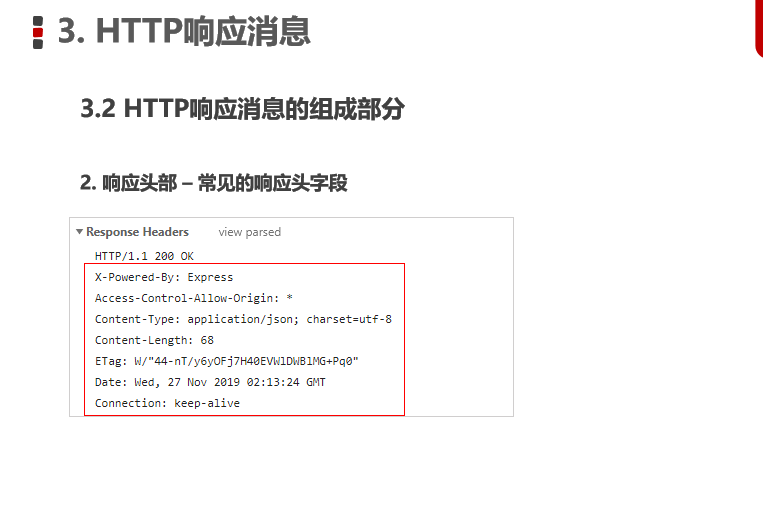 3. HTTP响应消息
3.2 HTTP响应消息的组成部分
2. 响应头部 – 常见的响应头字段
Response Headers view parsed
HTTP/1.1 200 OK
X-Powered-By: Express
Access-Control-Allow-Origin: *
Content-Type: application/json; charset=utf-8
Content-Length: 68
ETag: W/"44-nT/y6yOFj7H40EVWlDWBlMG+Pq0"
Date: Wed, 27 Nov 2019 02:13:24 GMT
Connection: keep-alive